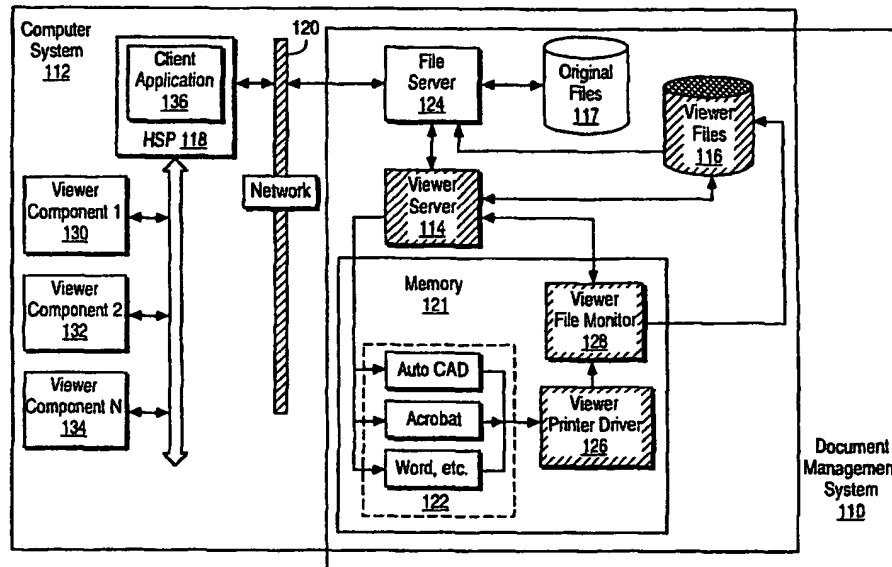 Computer
System
112
Client
Application
136
HSP 118
120
File
Server
124
Original
Files
117
Viewer
Files
116
Network
Viewer
Server
114
Viewer
Component 1
130
Viewer
Component 2
132
Viewer
Component N
134
Memory
121
Viewer
File Monitor
128
Auto CAD
Acrobat
Word, etc.
122
Viewer
Printer Driver
126
Document
Management
System
110